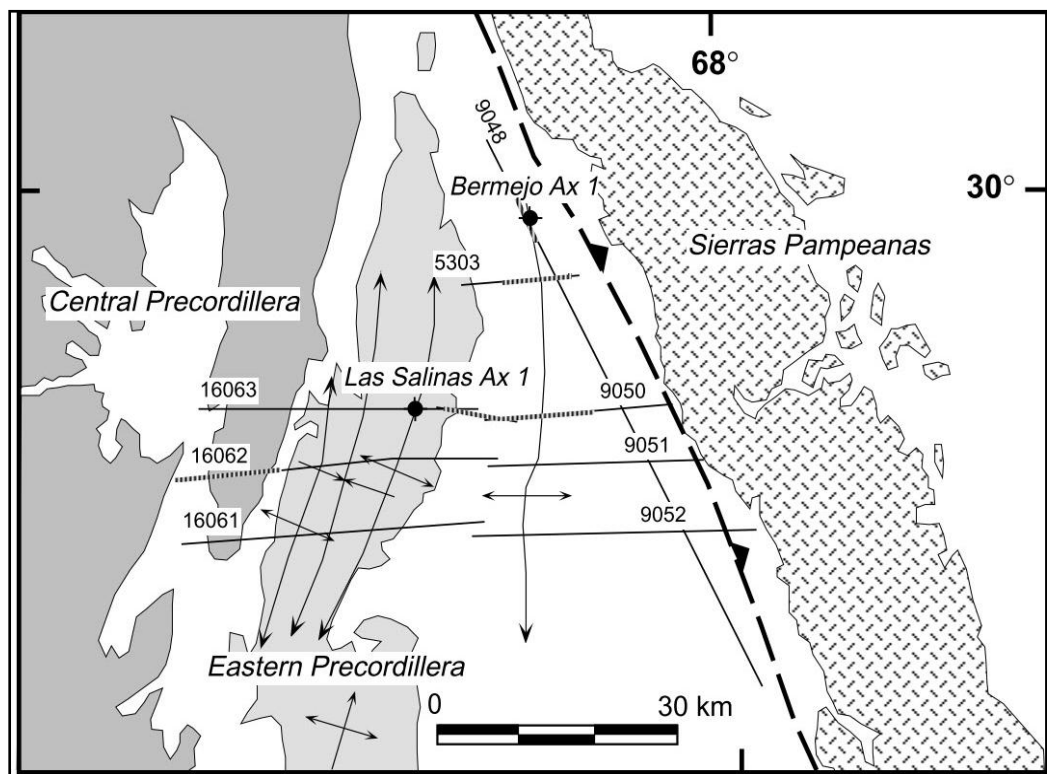 68°
9048
Bermejo Ax 1
30°
Sierras Pampeanas
5303
Central Precordillera
Las Salinas Ax 1
16063
9050
16062
9051
16061
9052
Eastern Precordillera
0
30 km